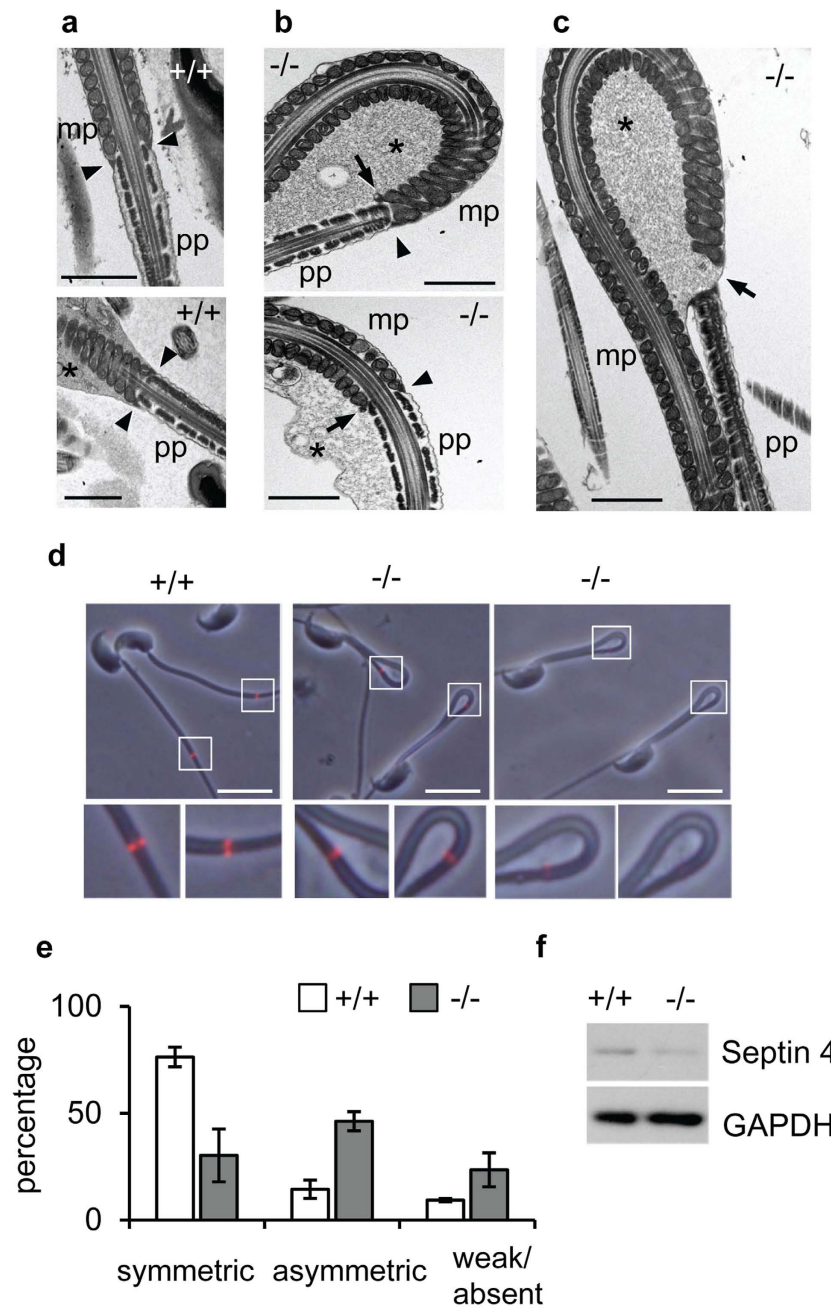 a
+/+
mp
pp
+/+
*
pp
b
-/-
*
mp
pp
mp
-/-
*
pp
c
-/-
*
mp
pp
d
+/+ -/- -/-
e
+/+ -/-
percentage
100
50
0
symmetric asymmetric weak/
absent
f
+/+ -/-
Septin 4
GAPDH